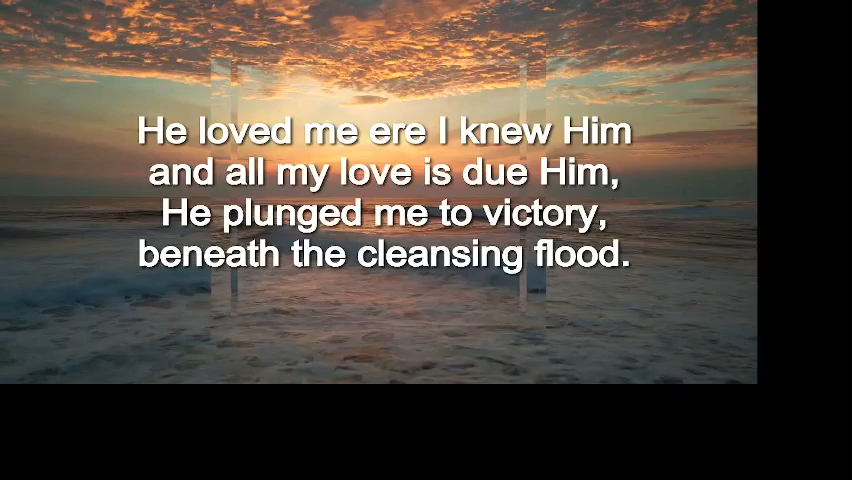 He loved me ere I knew Him
and all my love is due Him,
He plunged me to victory,
beneath the cleansing flood.